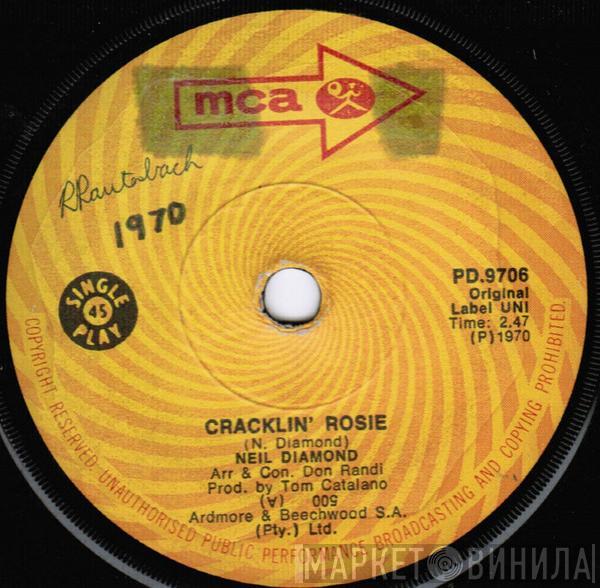 mca
RRautenbach
1970
SINGLE
45
PLAY
PD.9706
Original
Label UNI
Time: 2.47
(P)1970
CRACKLIN' ROSIE
(N. Diamond)
NEIL DIAMOND
Arr & Con. Don Randi
Prod. by Tom Catalano
500 (A)
Ardmore & Beechwood S.A.
(Pty.) Ltd.
COPYRIGHT RESERVED. UNAUTHORISED PUBLIC PERFORMANCE BROADCASTING AND COPYING PROHIBITED.
МАРКЕТ ВИНИЛА